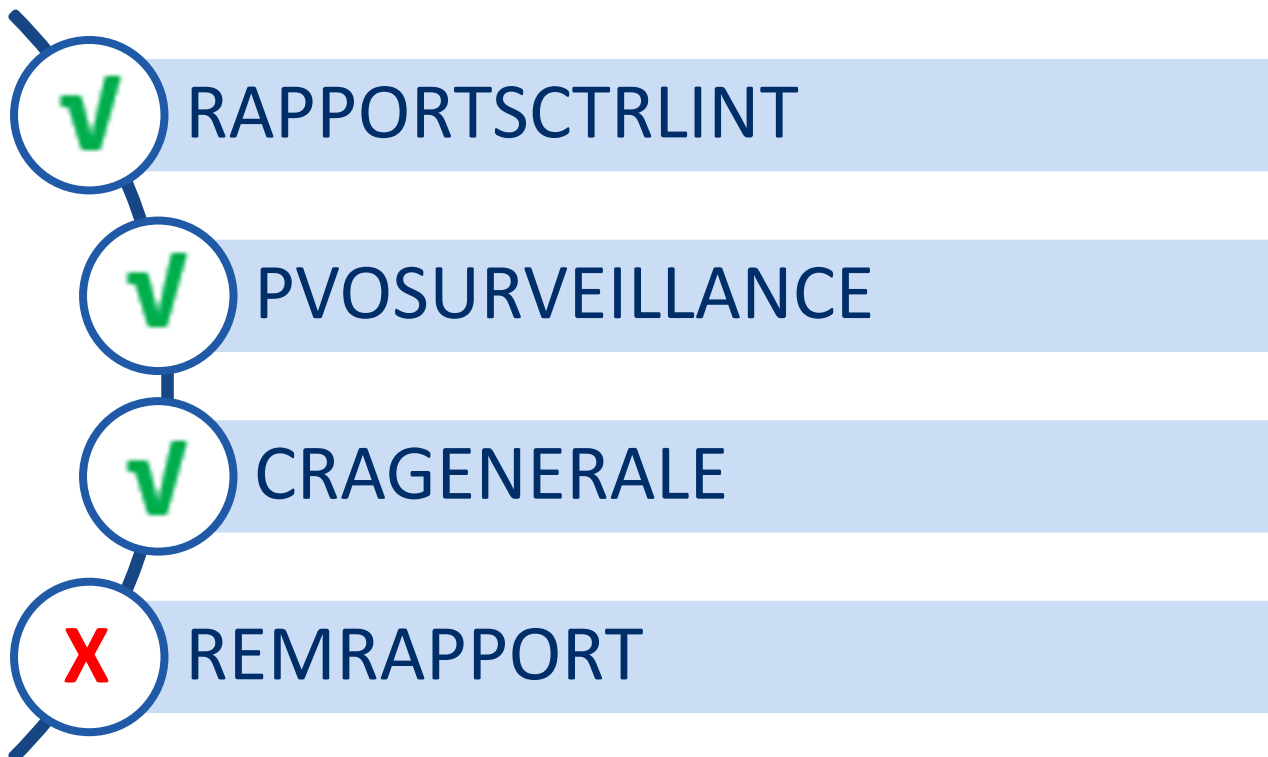 √ RAPPORTSCTRLINT
√ PVOSURVEILLANCE
√ CRAGENERALE
X REMRAPPORT